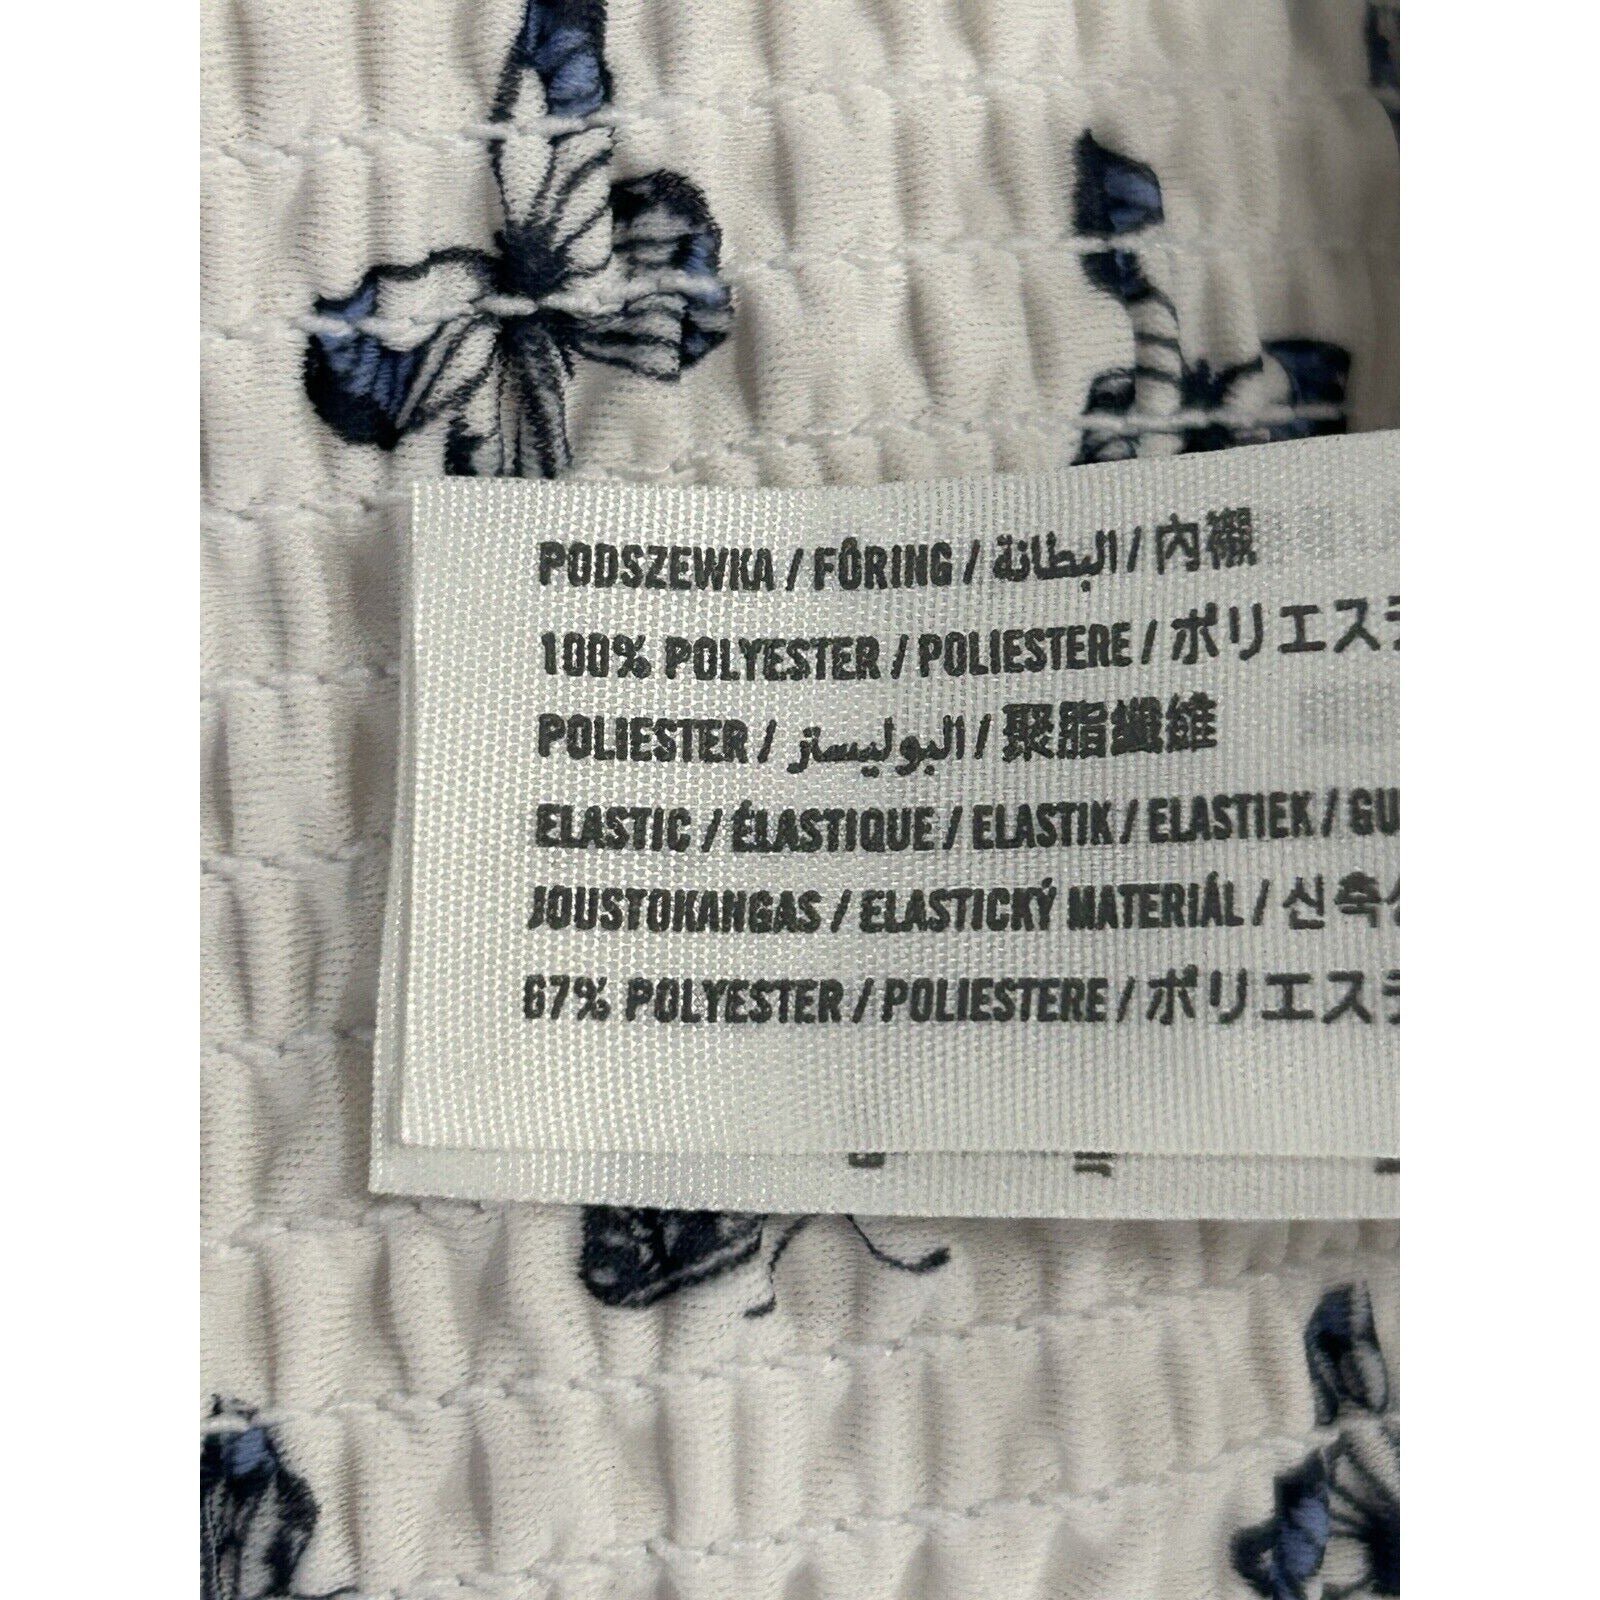 PODSZEWKA / FÔRING / البطانة / 內襯
100% POLYESTER / POLIESTERE / ポリエステ
POLIESTER / البوليستر / 聚脂纖維
ELASTIC / ÉLASTIQUE / ELASTIK / ELASTIEK / GU
JOUSTOKANGAS / ELASTICKÝ MATERIÁL / 신축성
67% POLYESTER / POLIESTERE / ポリエステ